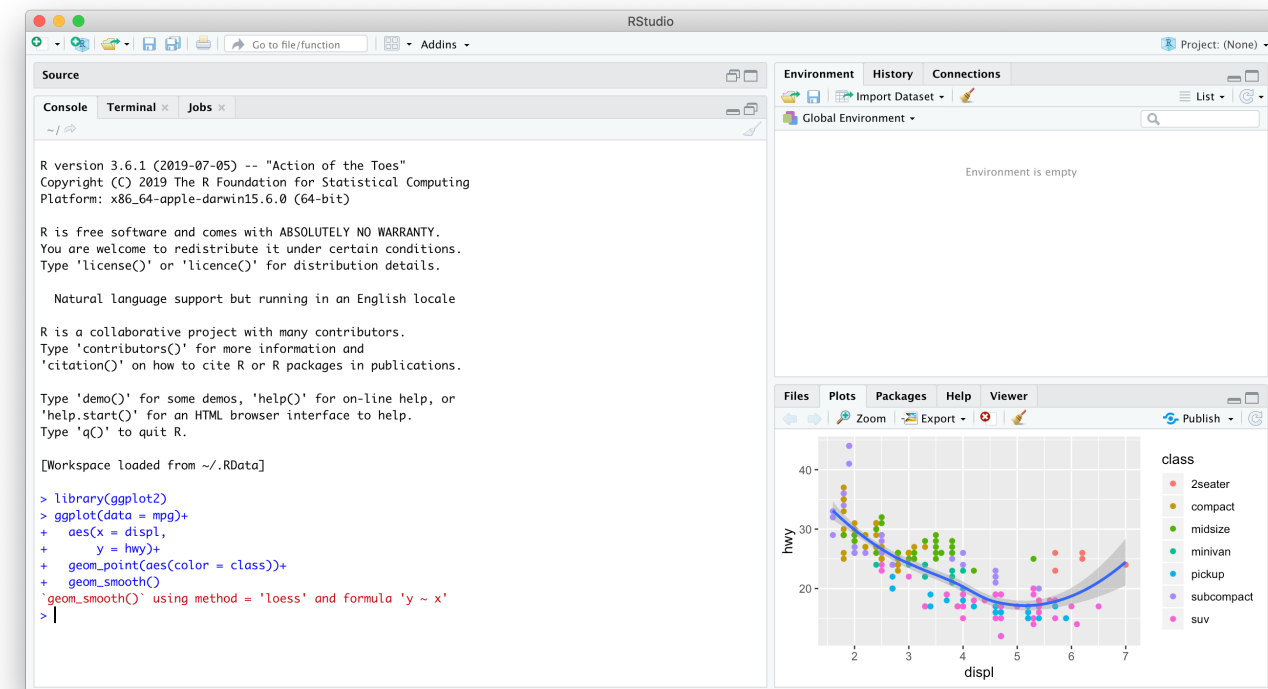 RStudio
Go to file/function
Addins
Project: (None)
Source
Console Terminal Jobs
~/
R version 3.6.1 (2019-07-05) -- "Action of the Toes"
Copyright (C) 2019 The R Foundation for Statistical Computing
Platform: x86_64-apple-darwin15.6.0 (64-bit)
R is free software and comes with ABSOLUTELY NO WARRANTY.
You are welcome to redistribute it under certain conditions.
Type 'license()' or 'licence()' for distribution details.
Natural language support but running in an English locale
R is a collaborative project with many contributors.
Type 'contributors()' for more information and
'citation()' on how to cite R or R packages in publications.
Type 'demo()' for some demos, 'help()' for on-line help, or
'help.start()' for an HTML browser interface to help.
Type 'q()' to quit R.
[Workspace loaded from ~/.RData]
> library(ggplot2)
> ggplot(data = mpg)+
+   aes(x = displ,
+       y = hwy)+
+   geom_point(aes(color = class))+
+   geom_smooth()
`geom_smooth()` using method = 'loess' and formula 'y ~ x'
>
Environment History Connections
Import Dataset
List
Global Environment
Environment is empty
Files Plots Packages Help Viewer
Zoom Export
Publish
40
30
20
hwy
2 3 4 5 6 7
displ
class
2seater
compact
midsize
minivan
pickup
subcompact
suv